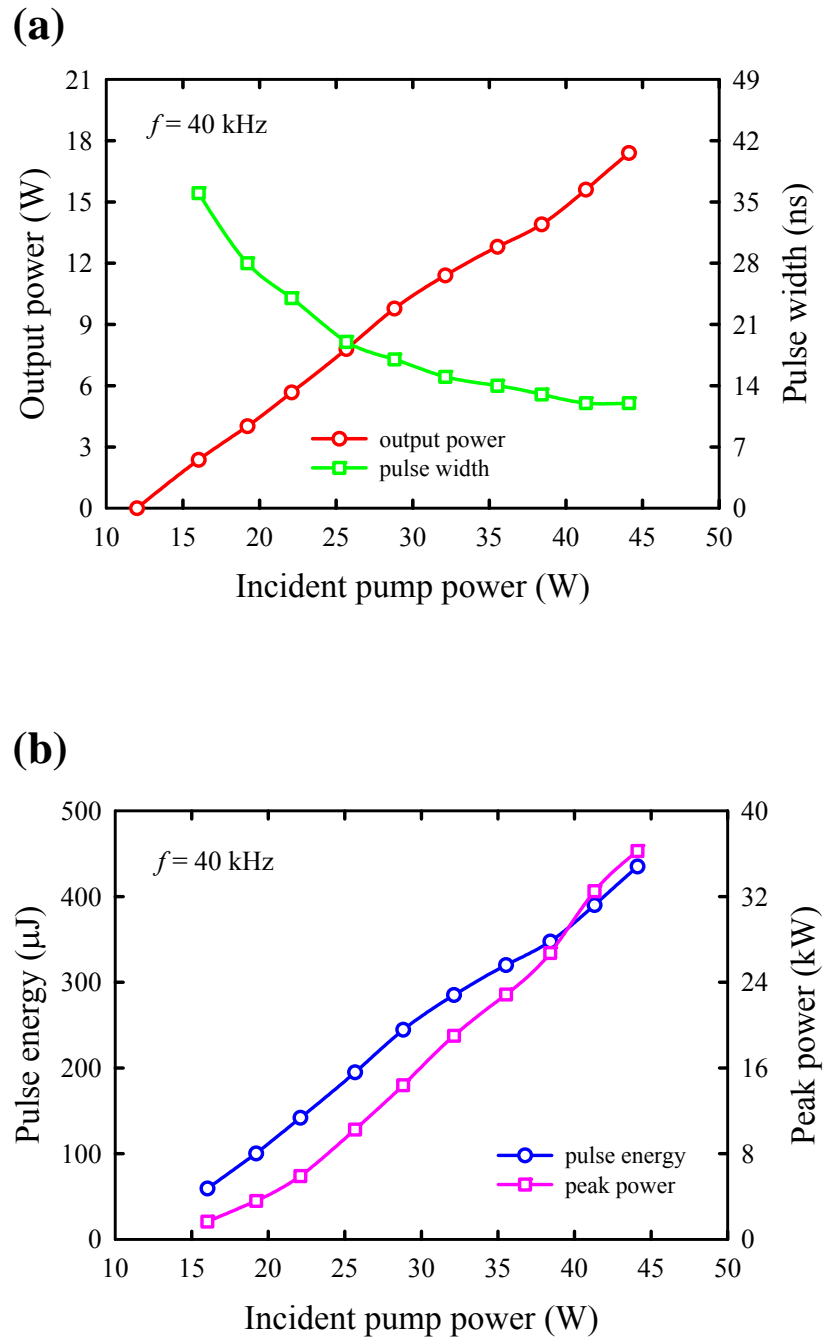 (a)
21
18
15
12
9
6
3
0
Output power (W)
f = 40 kHz
output power
pulse width
49
42
35
28
21
14
7
0
Pulse width (ns)
10 15 20 25 30 35 40 45 50
Incident pump power (W)
(b)
500
400
300
200
100
0
Pulse energy (μJ)
f = 40 kHz
pulse energy
peak power
40
32
24
16
8
0
Peak power (kW)
10 15 20 25 30 35 40 45 50
Incident pump power (W)